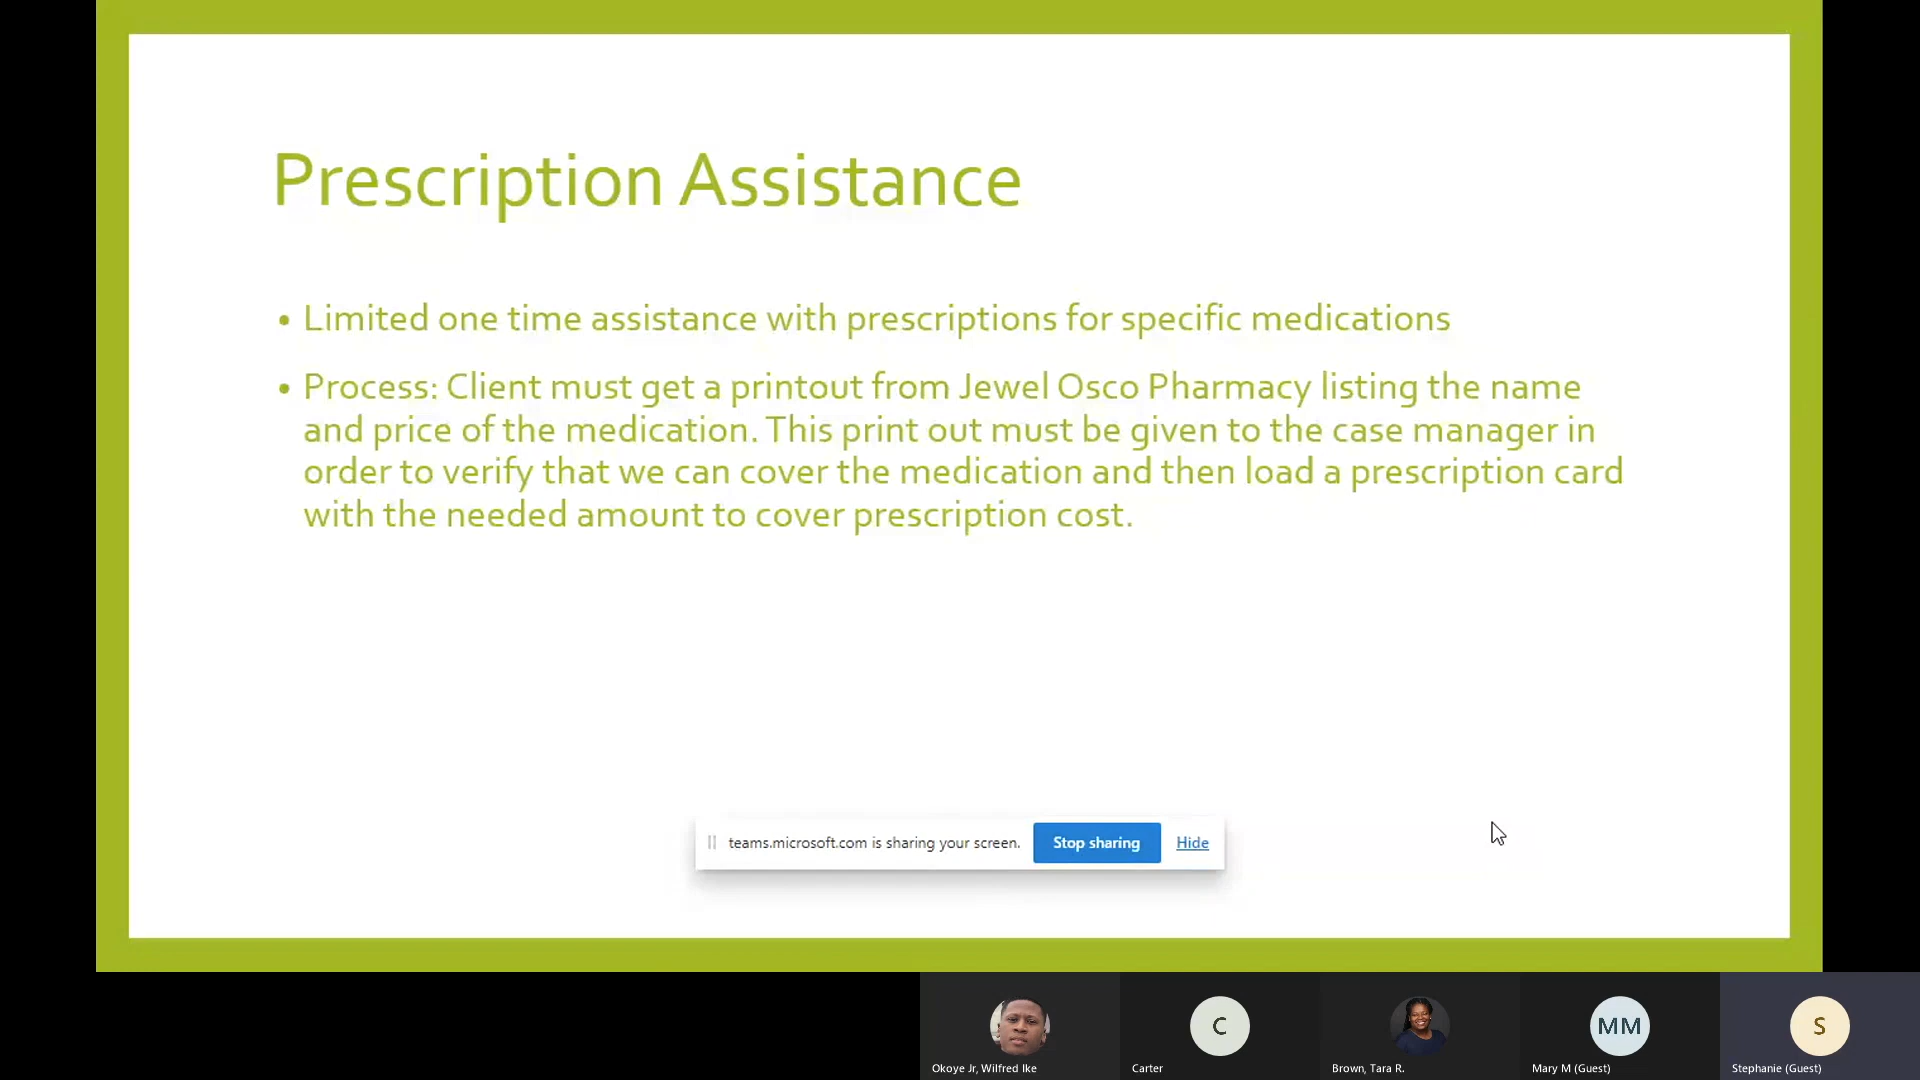 Prescription Assistance
• Limited one time assistance with prescriptions for specific medications
• Process: Client must get a printout from Jewel Osco Pharmacy listing the name
and price of the medication. This print out must be given to the case manager in
order to verify that we can cover the medication and then load a prescription card
with the needed amount to cover prescription cost.
teams.microsoft.com is sharing your screen. Stop sharing Hide
C MM S
Okoye Jr, Wilfred Ike Carter Brown, Tara R. Mary M (Guest) Stephanie (Guest)